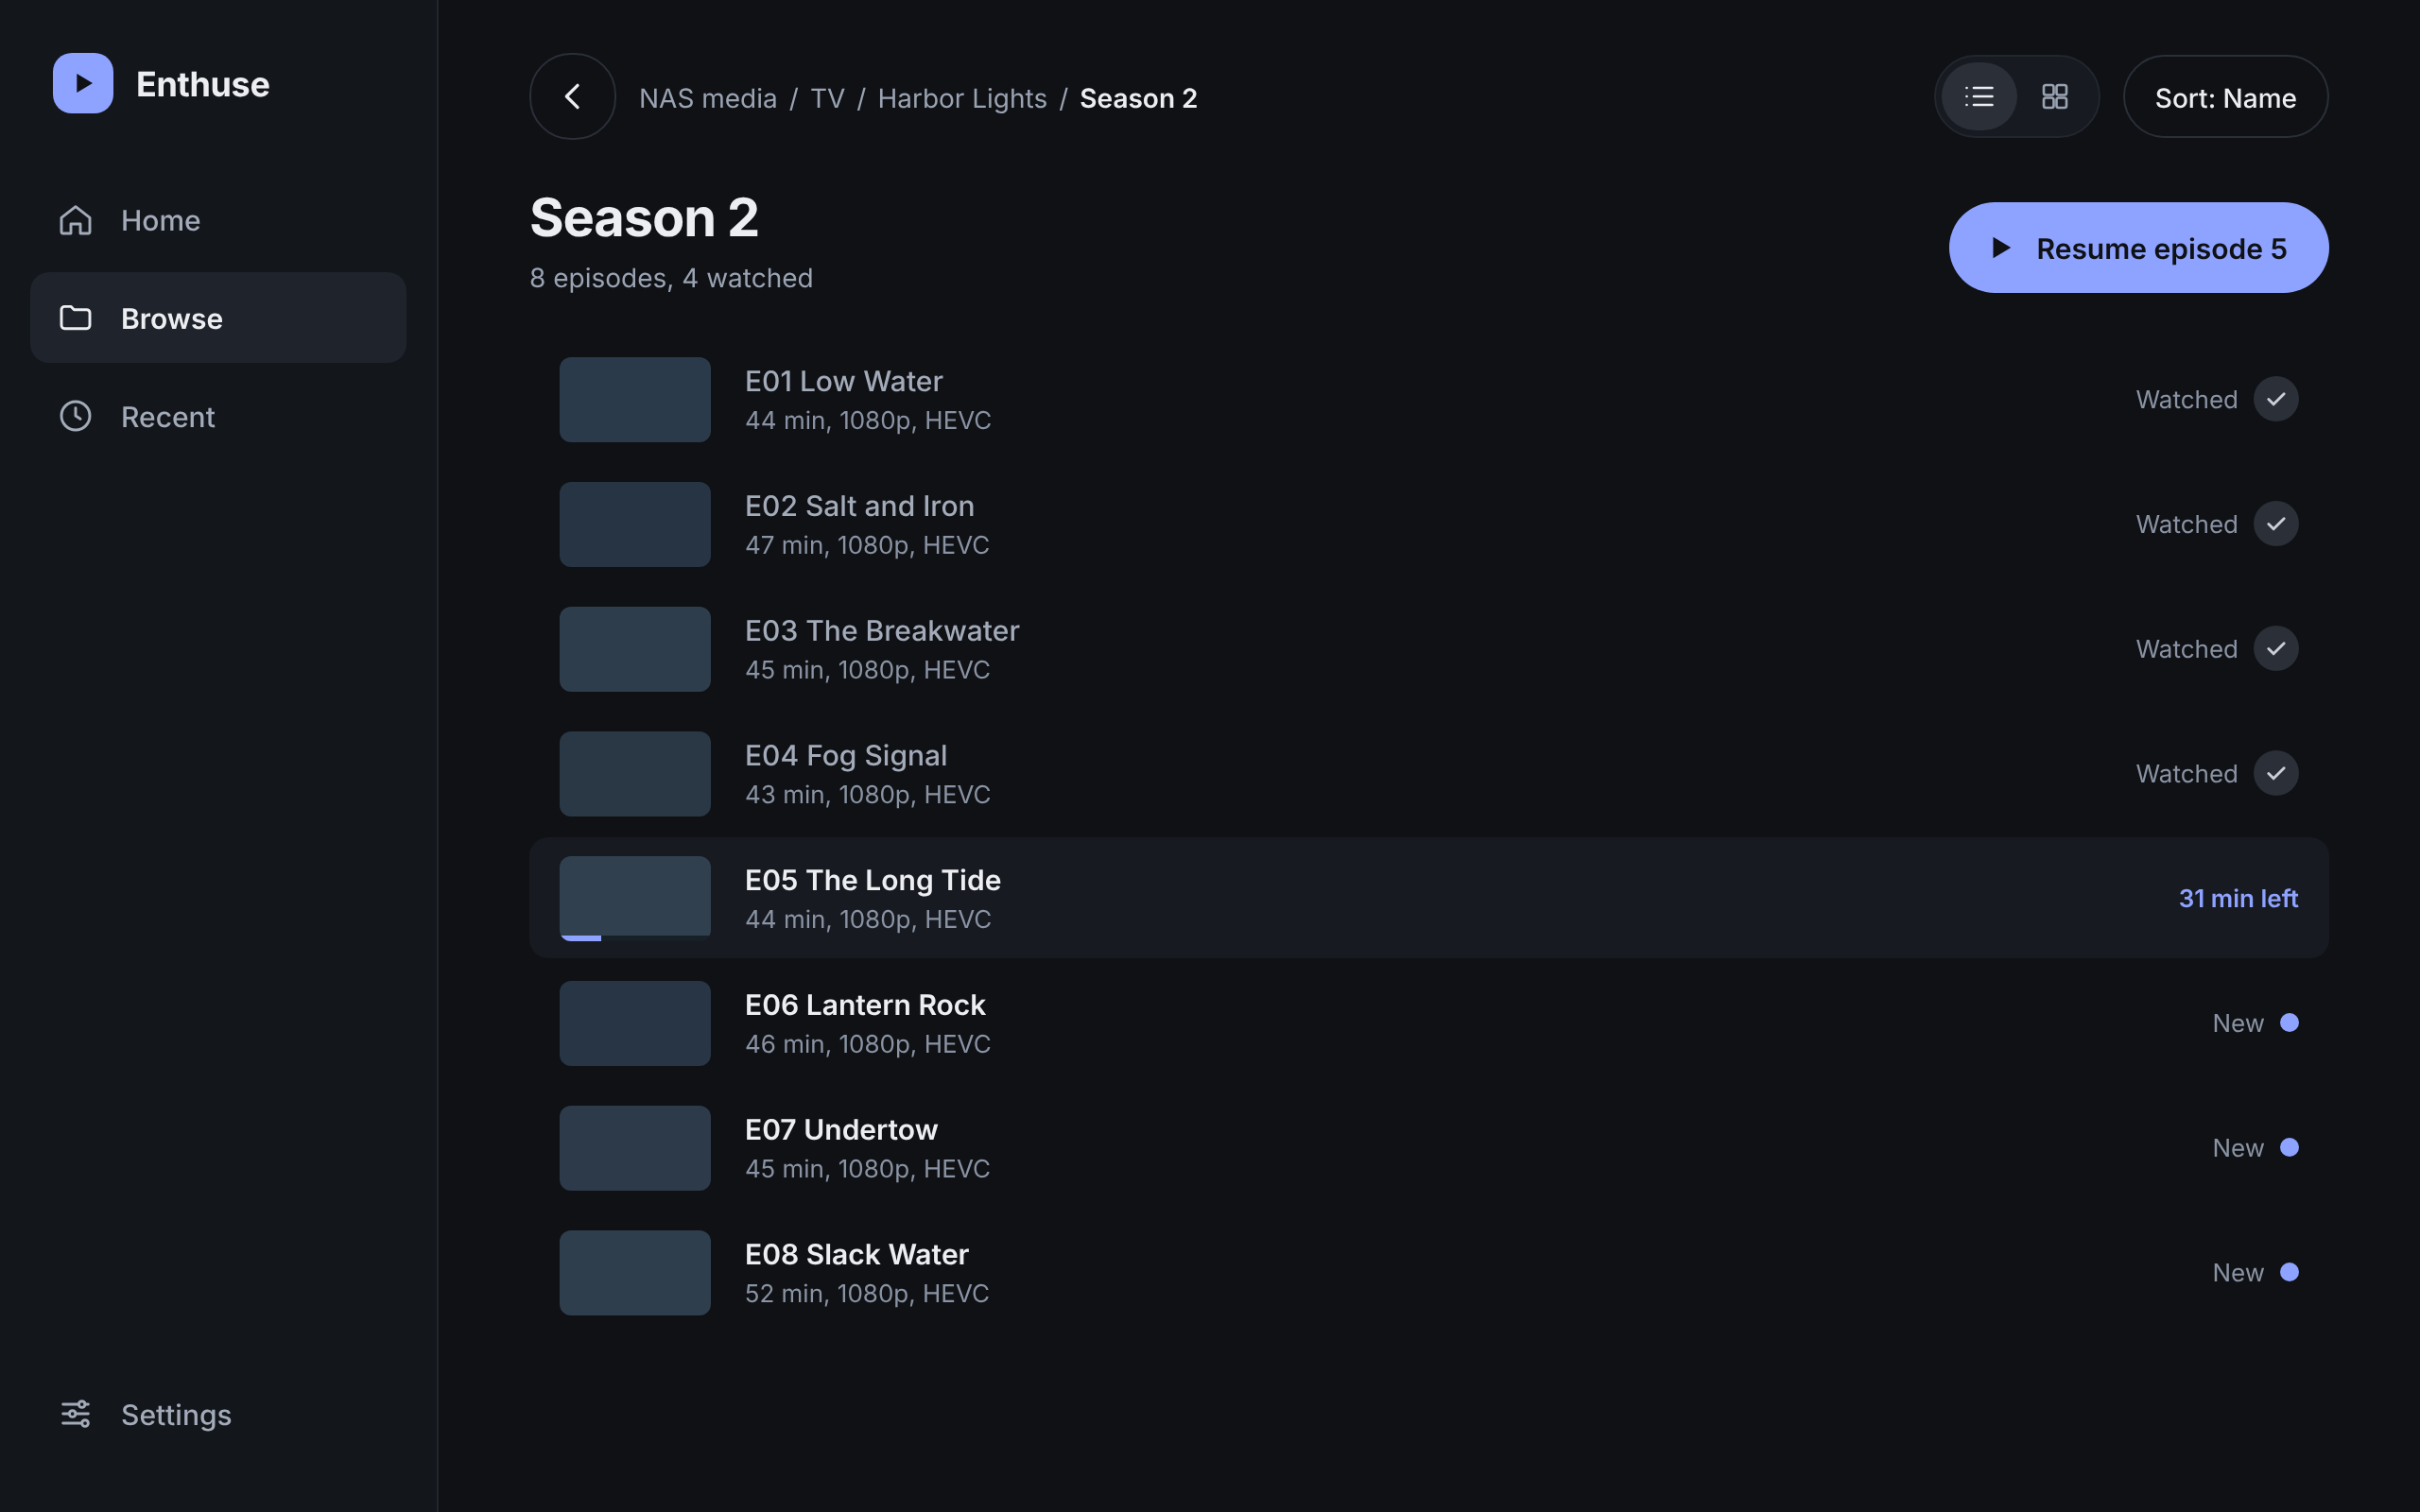 Enthuse
Home
Browse
Recent
Settings
NAS media / TV / Harbor Lights / Season 2
Sort: Name
Season 2
8 episodes, 4 watched
Resume episode 5
E01 Low Water
44 min, 1080p, HEVC
Watched
E02 Salt and Iron
47 min, 1080p, HEVC
Watched
E03 The Breakwater
45 min, 1080p, HEVC
Watched
E04 Fog Signal
43 min, 1080p, HEVC
Watched
E05 The Long Tide
44 min, 1080p, HEVC
31 min left
E06 Lantern Rock
46 min, 1080p, HEVC
New
E07 Undertow
45 min, 1080p, HEVC
New
E08 Slack Water
52 min, 1080p, HEVC
New